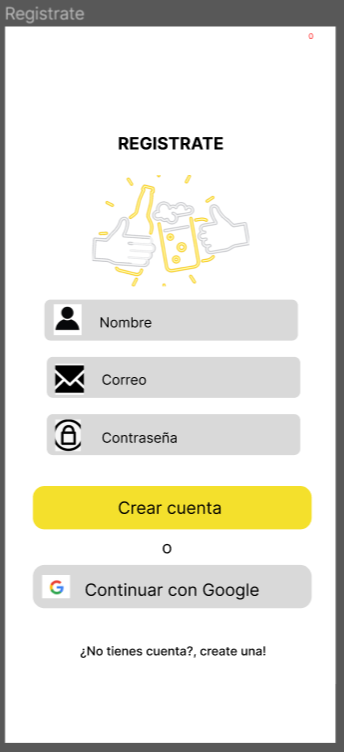 Registrate
0
REGISTRATE
Nombre
Correo
Contraseña
Crear cuenta
O
Continuar con Google
¿No tienes cuenta?, create una!